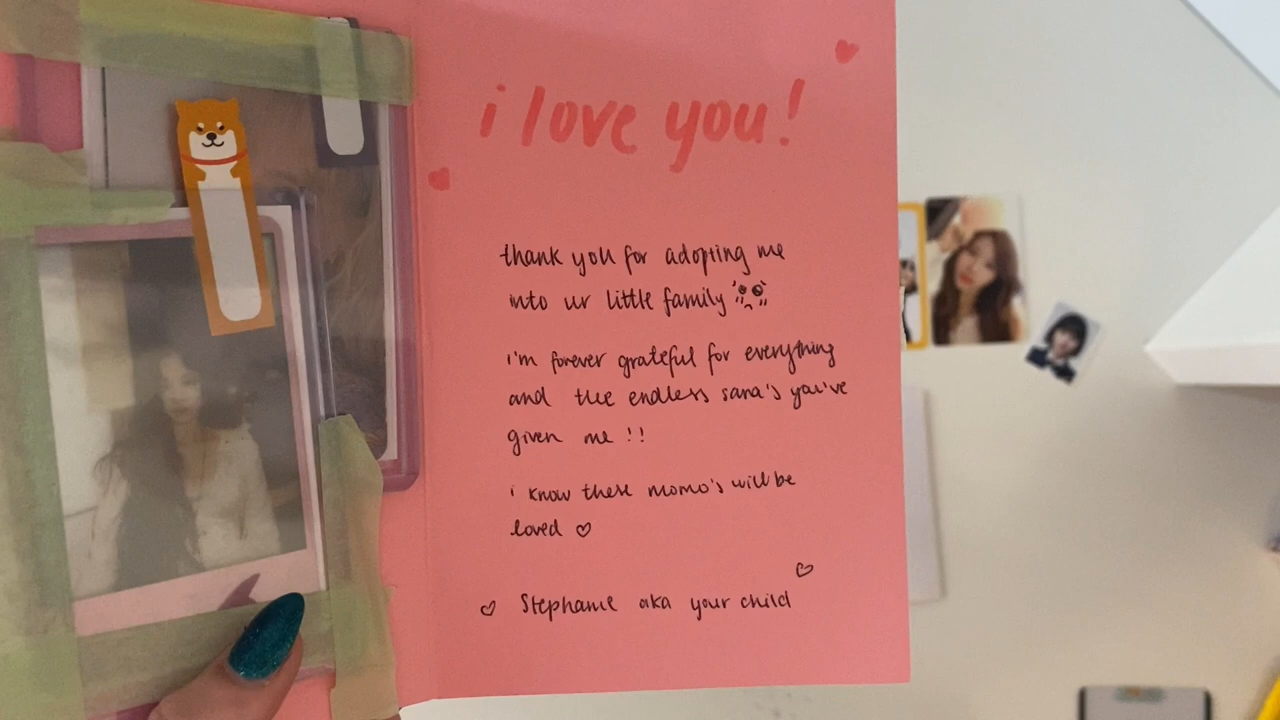 i love you!
thank you for adopting me
into ur little family
i'm forever grateful for everything
and the endless sana's you've
given me !!
i know these momo's will be
loved ♡
♡ Stephanie aka your child ♡